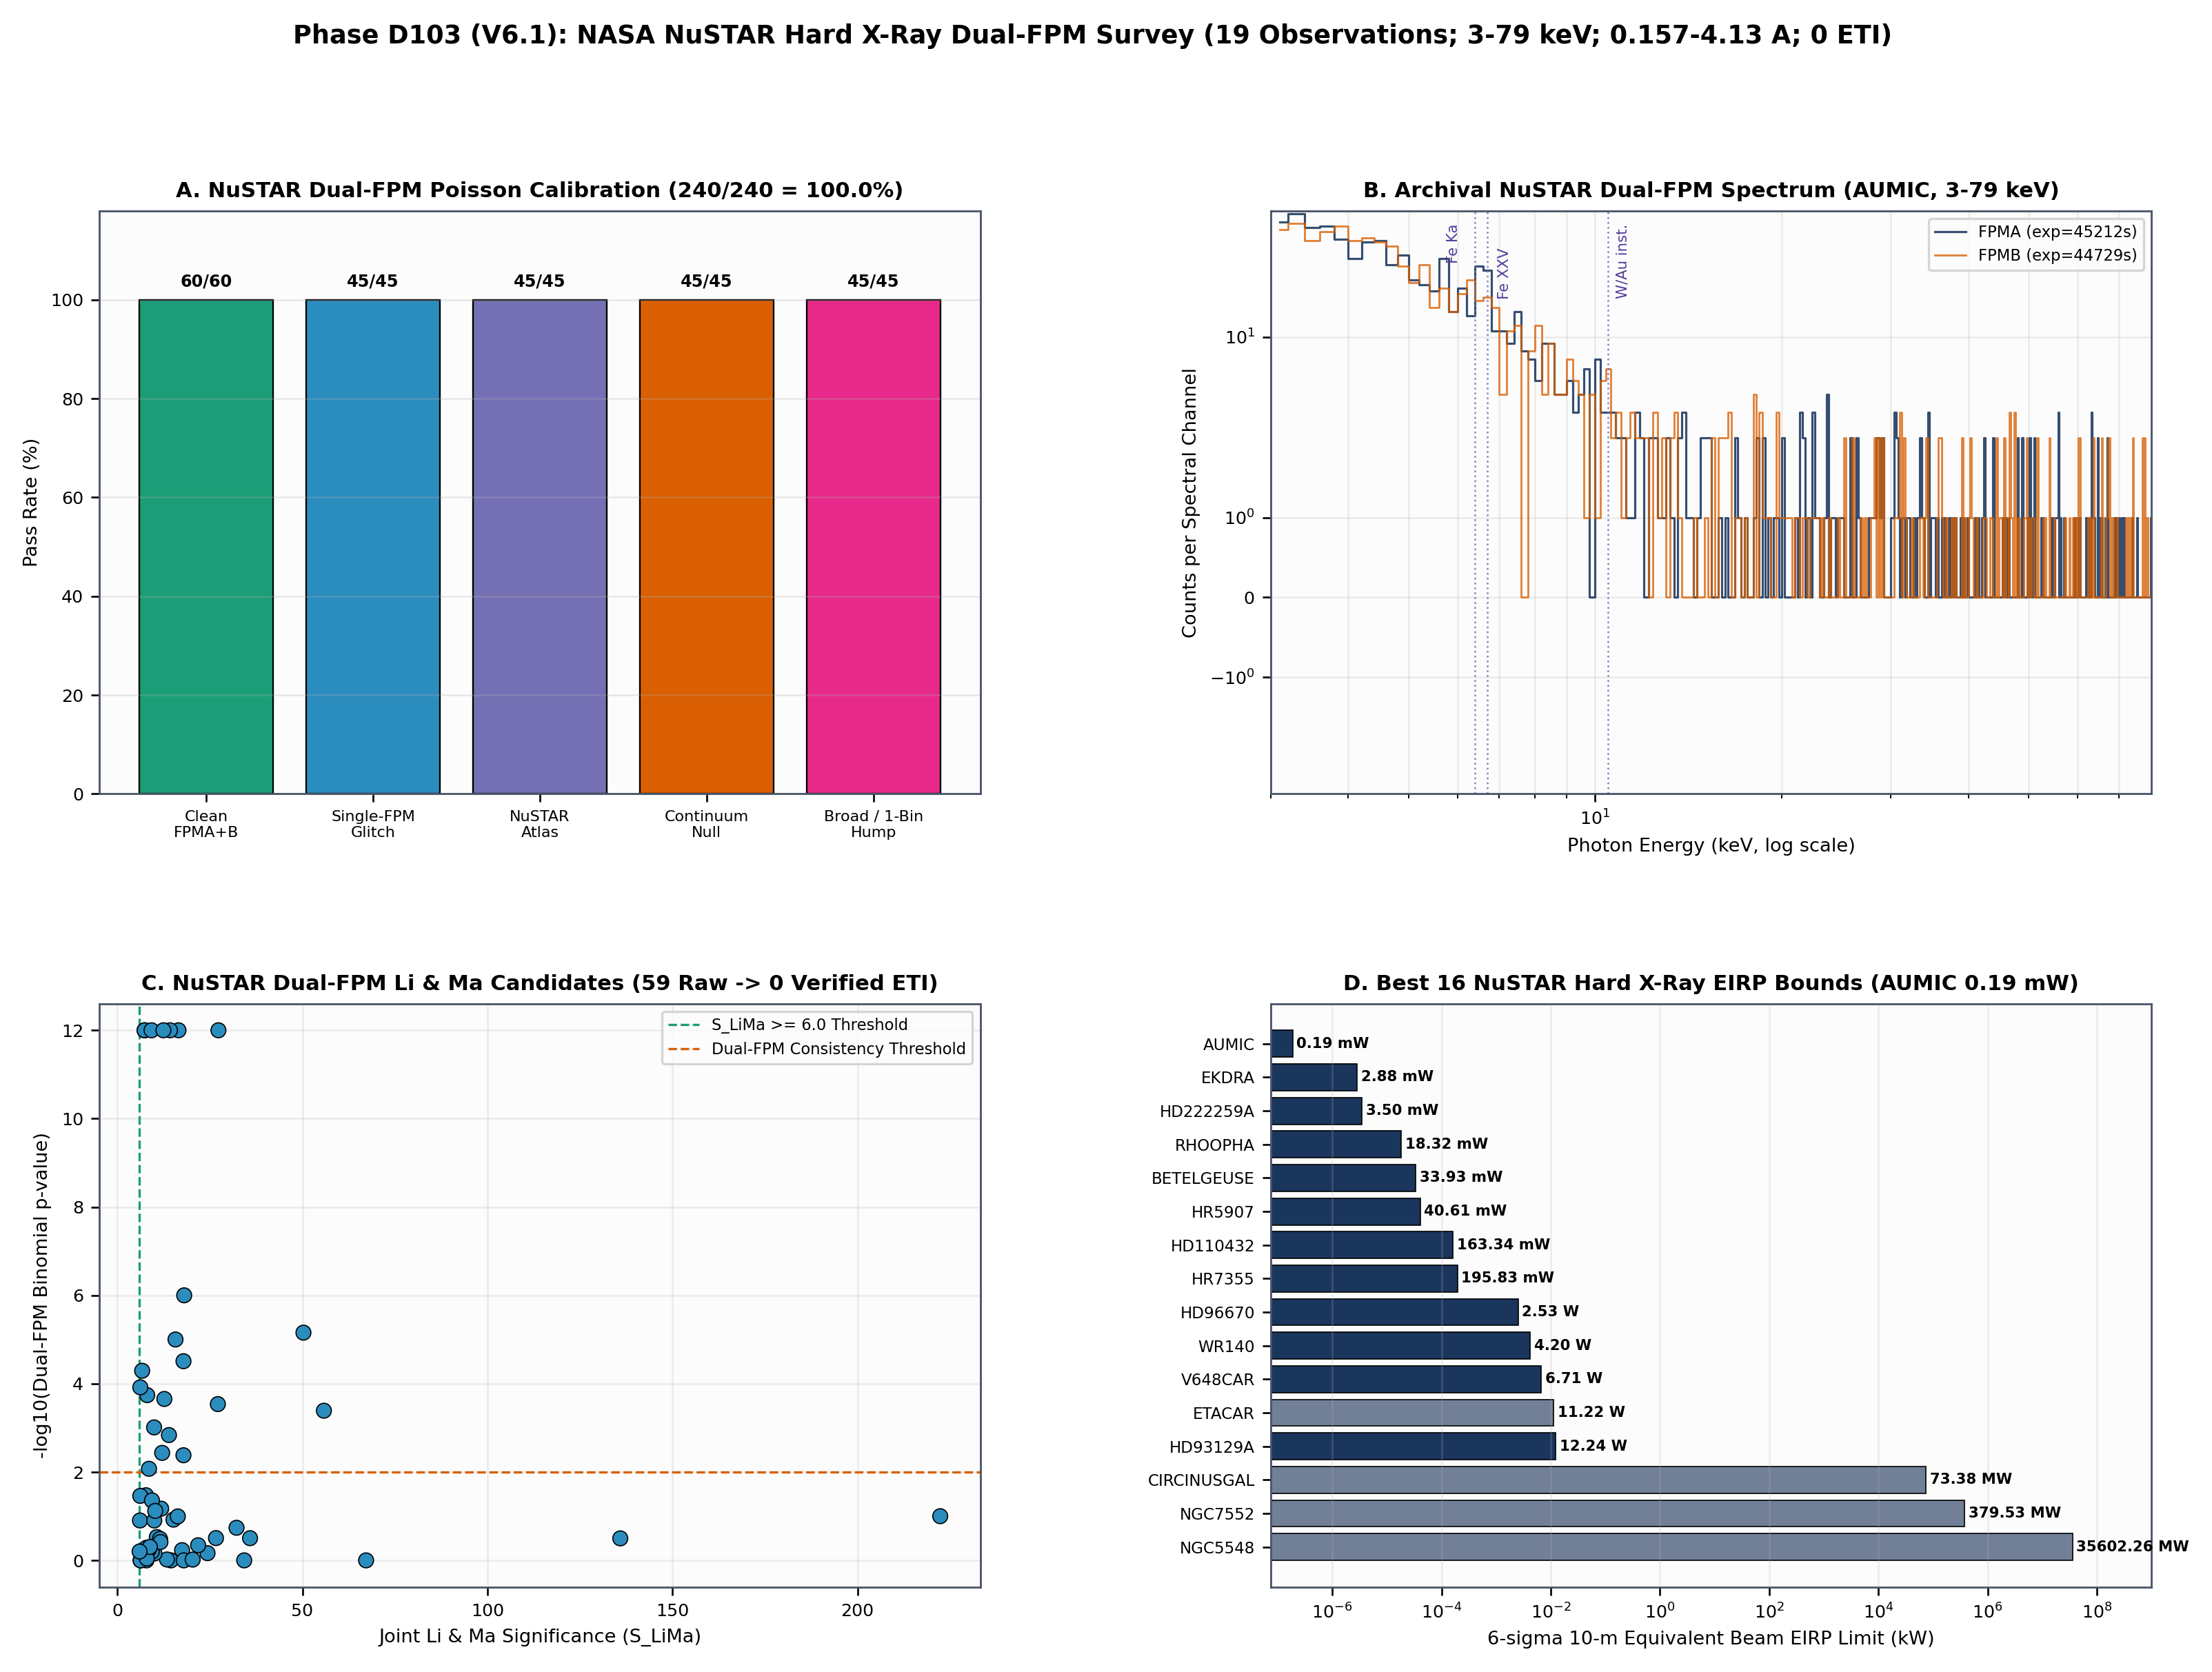 Phase D103 (V6.1): NASA NuSTAR Hard X-Ray Dual-FPM Survey (19 Observations; 3-79 keV; 0.157-4.13 A; 0 ETI)
A. NuSTAR Dual-FPM Poisson Calibration (240/240 = 100.0%)
Pass Rate (%)
100
80
60
40
20
0
60/60
45/45
45/45
45/45
45/45
Clean
FPMA+B
Single-FPM
Glitch
NuSTAR
Atlas
Continuum
Null
Broad / 1-Bin
Hump
B. Archival NuSTAR Dual-FPM Spectrum (AUMIC, 3-79 keV)
Counts per Spectral Channel
10¹
10⁰
0
−10⁰
Fe Ka
Fe XXV
W/Au inst.
FPMA (exp=45212s)
FPMB (exp=44729s)
10¹
Photon Energy (keV, log scale)
C. NuSTAR Dual-FPM Li & Ma Candidates (59 Raw -> 0 Verified ETI)
-log10(Dual-FPM Binomial p-value)
12
10
8
6
4
2
0
S_LiMa >= 6.0 Threshold
Dual-FPM Consistency Threshold
0
50
100
150
200
Joint Li & Ma Significance (S_LiMa)
D. Best 16 NuSTAR Hard X-Ray EIRP Bounds (AUMIC 0.19 mW)
AUMIC 0.19 mW
EKDRA 2.88 mW
HD222259A 3.50 mW
RHOOPHA 18.32 mW
BETELGEUSE 33.93 mW
HR5907 40.61 mW
HD110432 163.34 mW
HR7355 195.83 mW
HD96670 2.53 W
WR140 4.20 W
V648CAR 6.71 W
ETACAR 11.22 W
HD93129A 12.24 W
CIRCINUSGAL 73.38 MW
NGC7552 379.53 MW
NGC5548 35602.26 MW
10⁻⁶
10⁻⁴
10⁻²
10⁰
10²
10⁴
10⁶
10⁸
6-sigma 10-m Equivalent Beam EIRP Limit (kW)